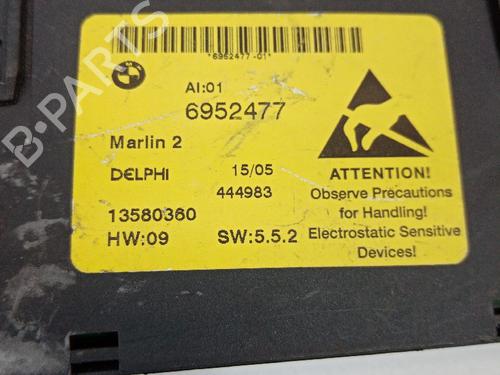 *6952477-01*
AI:01
6952477
Marlin 2
DELPHI
15/05
444983
13580360
HW:09
SW:5.5.2
ATTENTION!
Observe Precautions
for Handling!
Electrostatic Sensitive
Devices!
B-PARTS